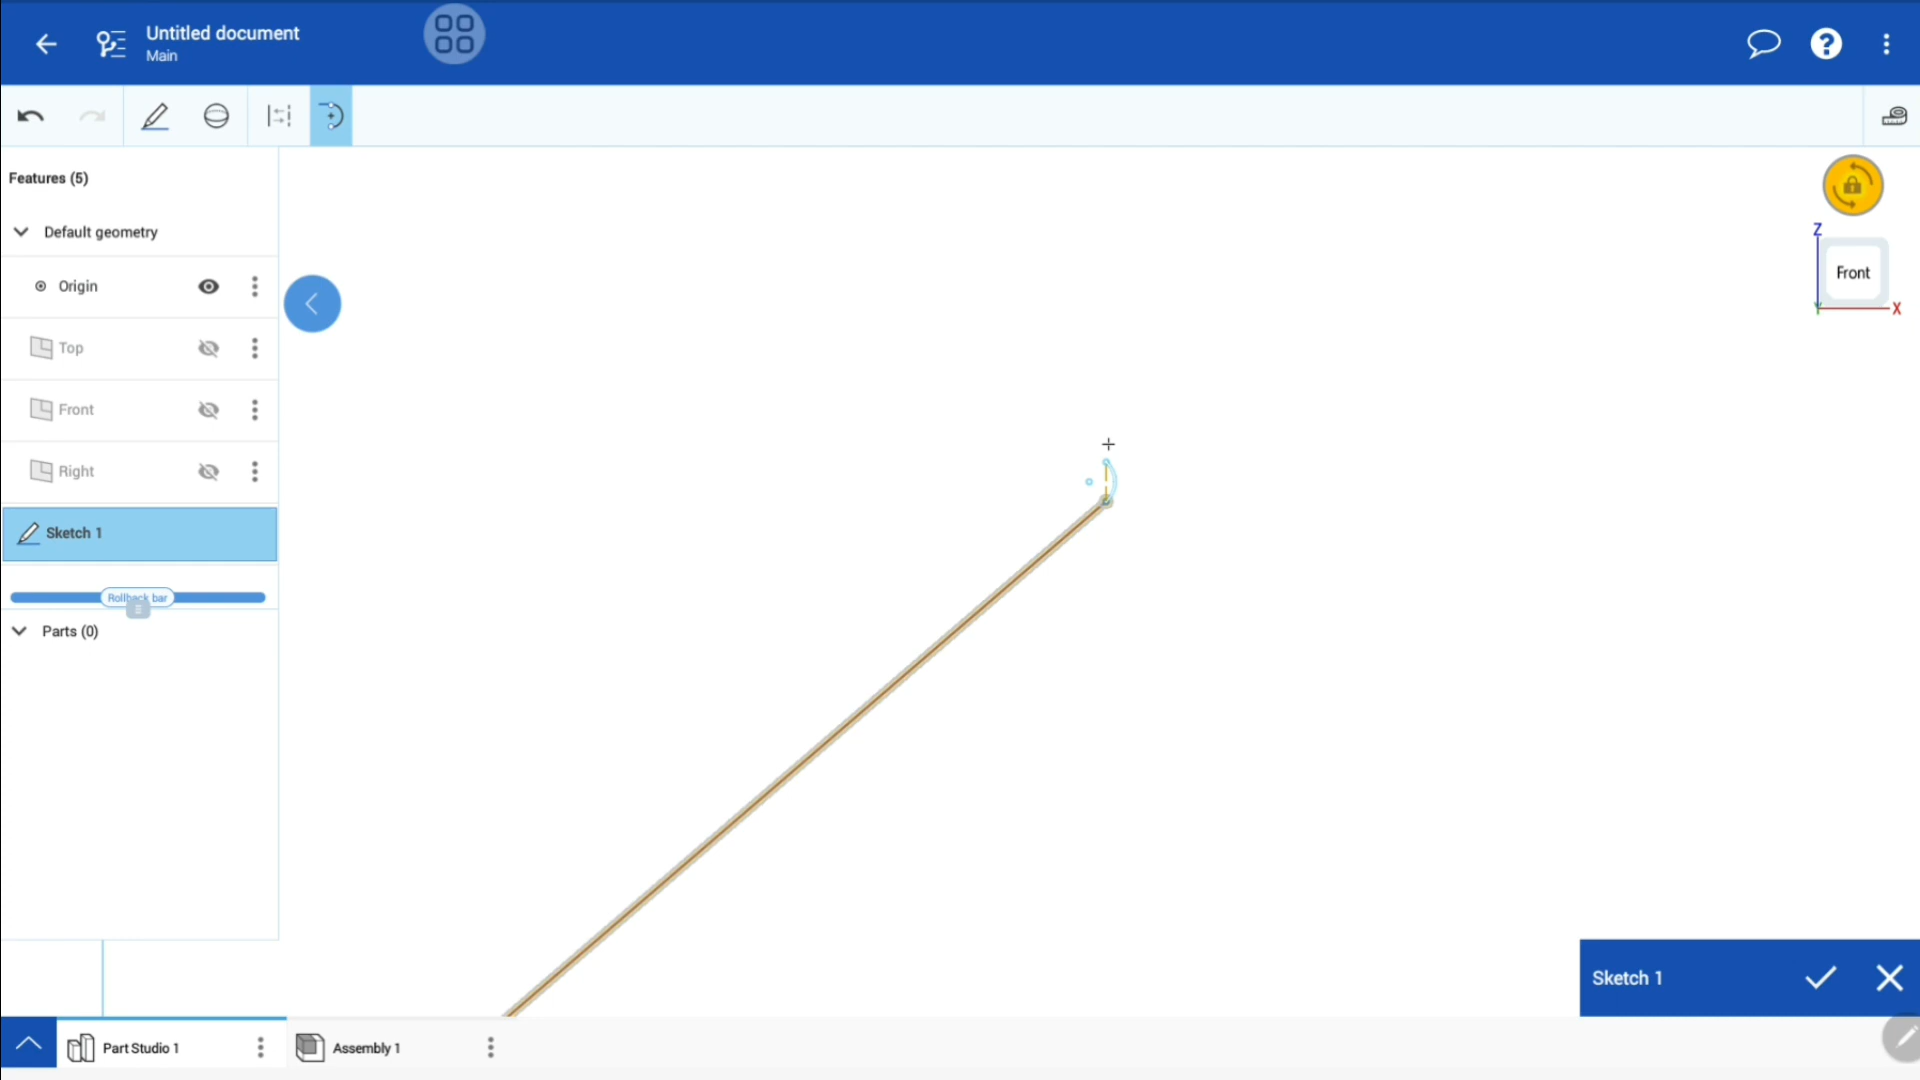 Untitled document
Main
Features (5)
Default geometry
Origin
Top
Front
Right
Sketch 1
Rollback bar
Parts (0)
Z
Front
X
Sketch 1
Part Studio 1
Assembly 1